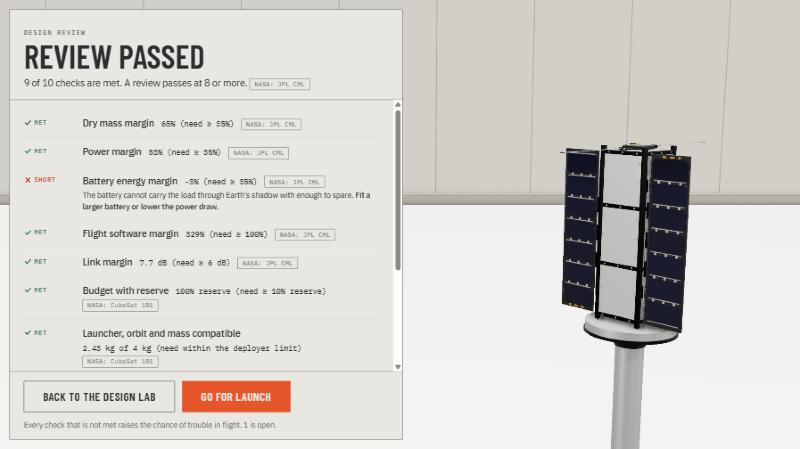 DESIGN REVIEW
REVIEW PASSED
9 of 10 checks are met. A review passes at 8 or more. NASA: JPL CML
MET Dry mass margin 65% (need ≥ 35%) NASA: JPL CML
MET Power margin 53% (need ≥ 35%) NASA: JPL CML
SHORT Battery energy margin -3% (need ≥ 35%) NASA: JPL CML
The battery cannot carry the load through Earth's shadow with enough to spare. Fit a
larger battery or lower the power draw.
MET Flight software margin 329% (need ≥ 100%) NASA: JPL CML
MET Link margin 7.7 dB (need ≥ 6 dB) NASA: JPL CML
MET Budget with reserve 100% reserve (need ≥ 10% reserve)
NASA: CubeSat 101
MET Launcher, orbit and mass compatible
2.43 kg of 4 kg (need within the deployer limit)
NASA: CubeSat 101
BACK TO THE DESIGN LAB GO FOR LAUNCH
Every check that is not met raises the chance of trouble in flight. 1 is open.